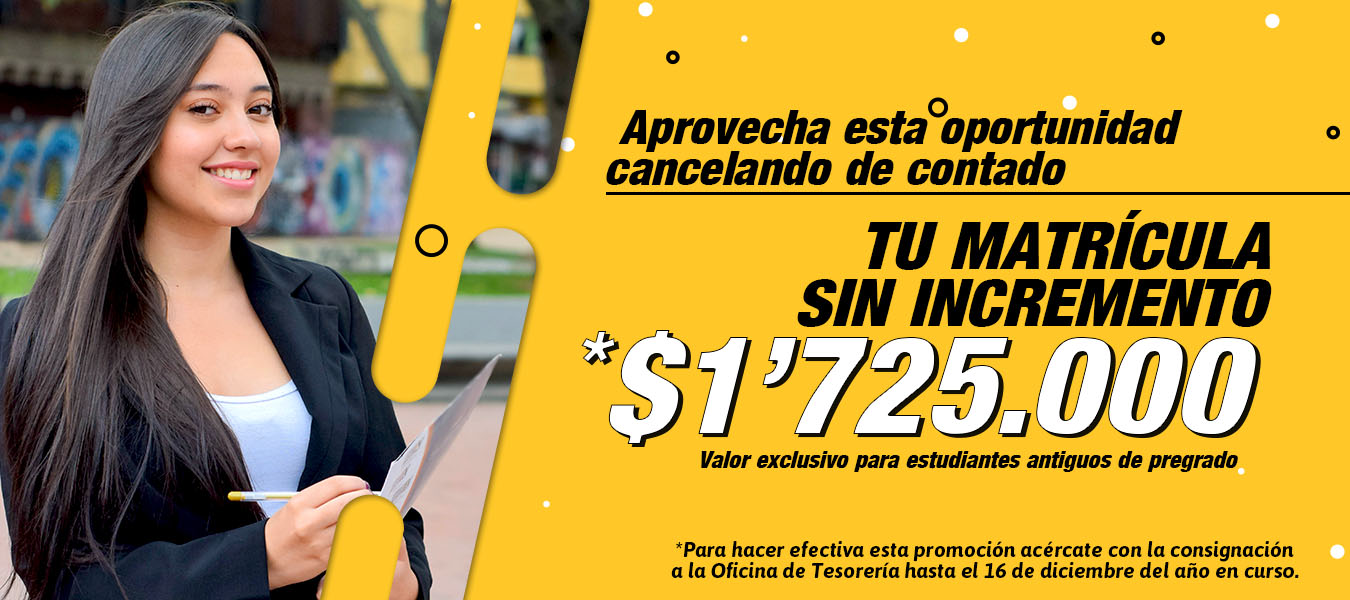 Aprovecha esta oportunidad
cancelando de contado
TU MATRÍCULA
SIN INCREMENTO
*$1’725.000
Valor exclusivo para estudiantes antiguos de pregrado
*Para hacer efectiva esta promoción acércate con la consignación
a la Oficina de Tesorería hasta el 16 de diciembre del año en curso.